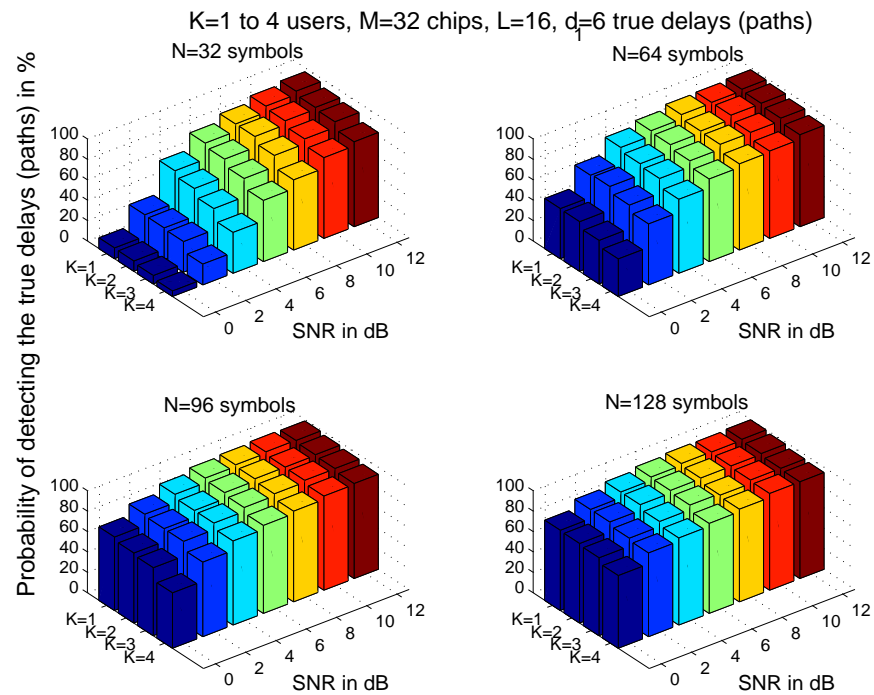 K=1 to 4 users, M=32 chips, L=16, d1=6 true delays (paths)
Probability of detecting the true delays (paths) in %
N=32 symbols
100
80
60
40
20
0
K=1
K=2
K=3
K=4
0
2
4
6
8
10
12
SNR in dB
N=64 symbols
100
80
60
40
20
0
K=1
K=2
K=3
K=4
0
2
4
6
8
10
12
SNR in dB
N=96 symbols
100
80
60
40
20
0
K=1
K=2
K=3
K=4
0
2
4
6
8
10
12
SNR in dB
N=128 symbols
100
80
60
40
20
0
K=1
K=2
K=3
K=4
0
2
4
6
8
10
12
SNR in dB